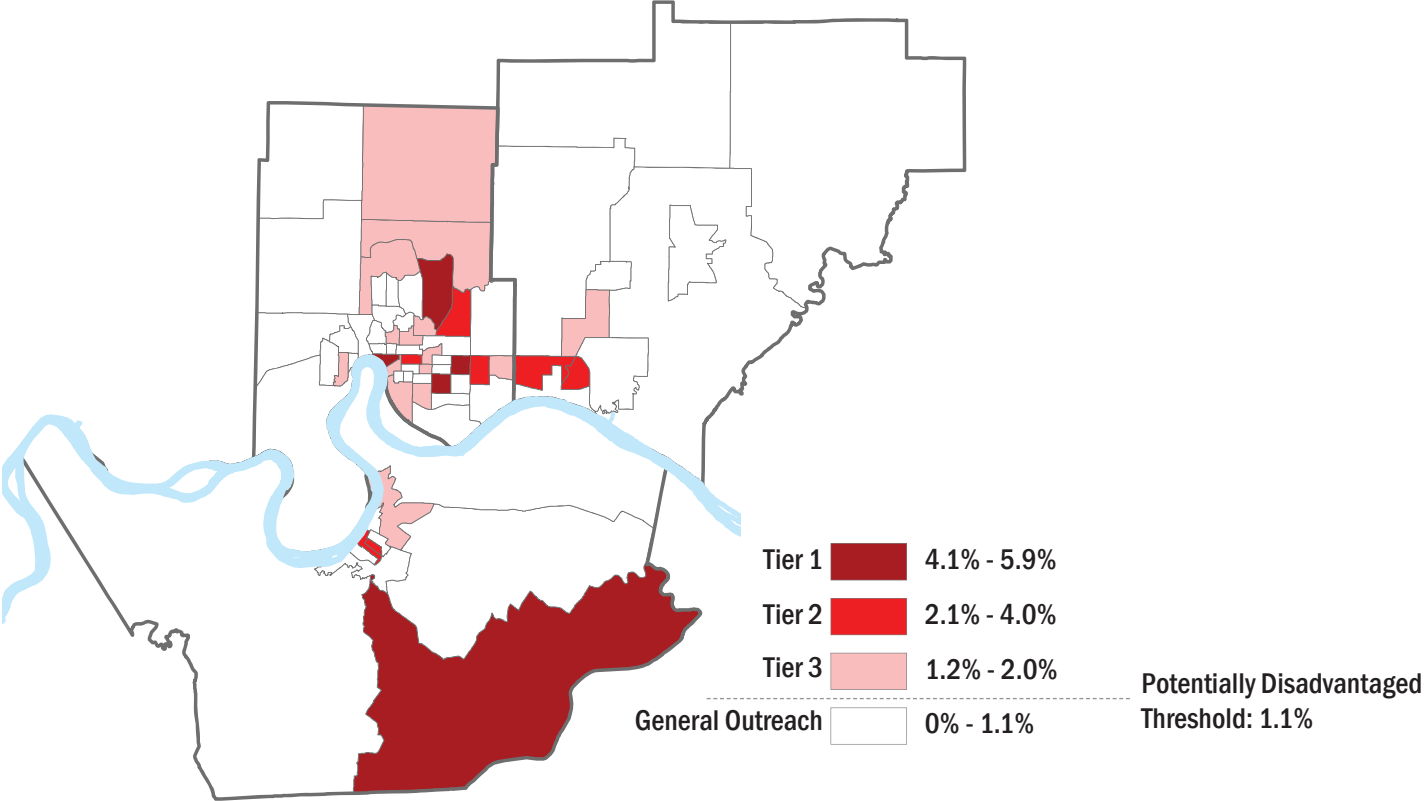 Tier 1 4.1% - 5.9%
Tier 2 2.1% - 4.0%
Tier 3 1.2% - 2.0%
General Outreach 0% - 1.1%
Potentially Disadvantaged
Threshold: 1.1%